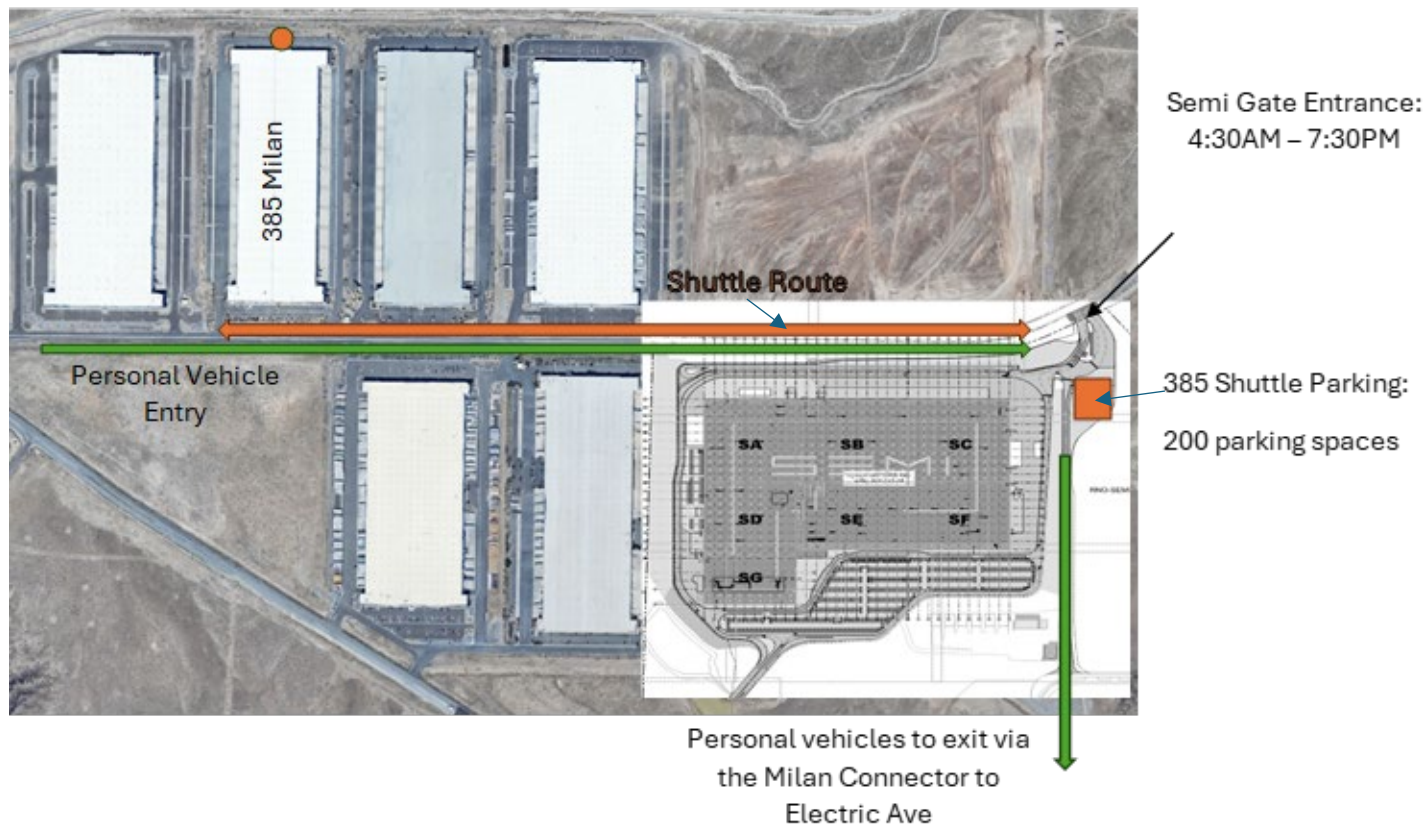 Semi Gate Entrance:
4:30AM – 7:30PM
385 Milan
Shuttle Route
Personal Vehicle
Entry
385 Shuttle Parking:
200 parking spaces
SA
SB
SC
SEMI
SD
SE
SF
SG
Personal vehicles to exit via
the Milan Connector to
Electric Ave